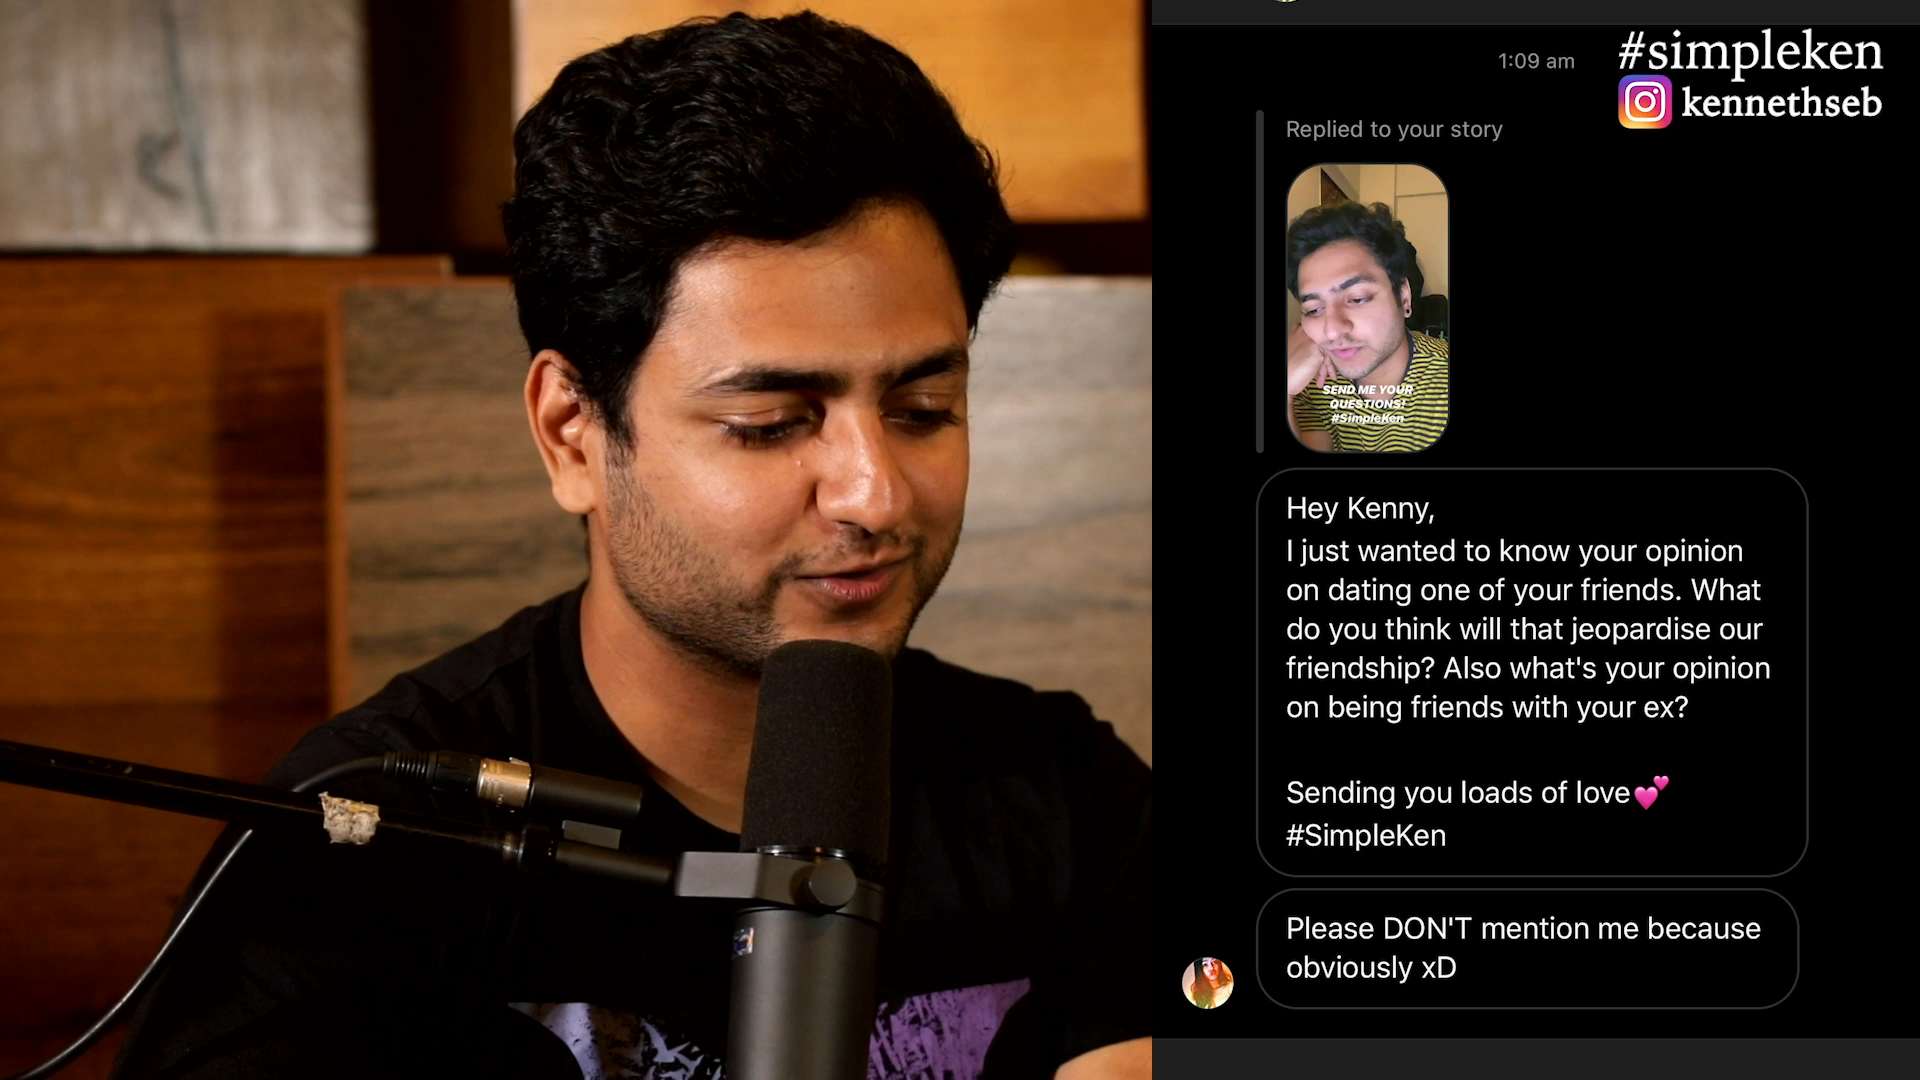 #simpleken
kennethseb
1:09 am
Replied to your story
SEND ME YOUR
QUESTIONS!
#SimpleKen
Hey Kenny,
I just wanted to know your opinion
on dating one of your friends. What
do you think will that jeopardise our
friendship? Also what's your opinion
on being friends with your ex?
Sending you loads of love💕
#SimpleKen
Please DON'T mention me because
obviously xD